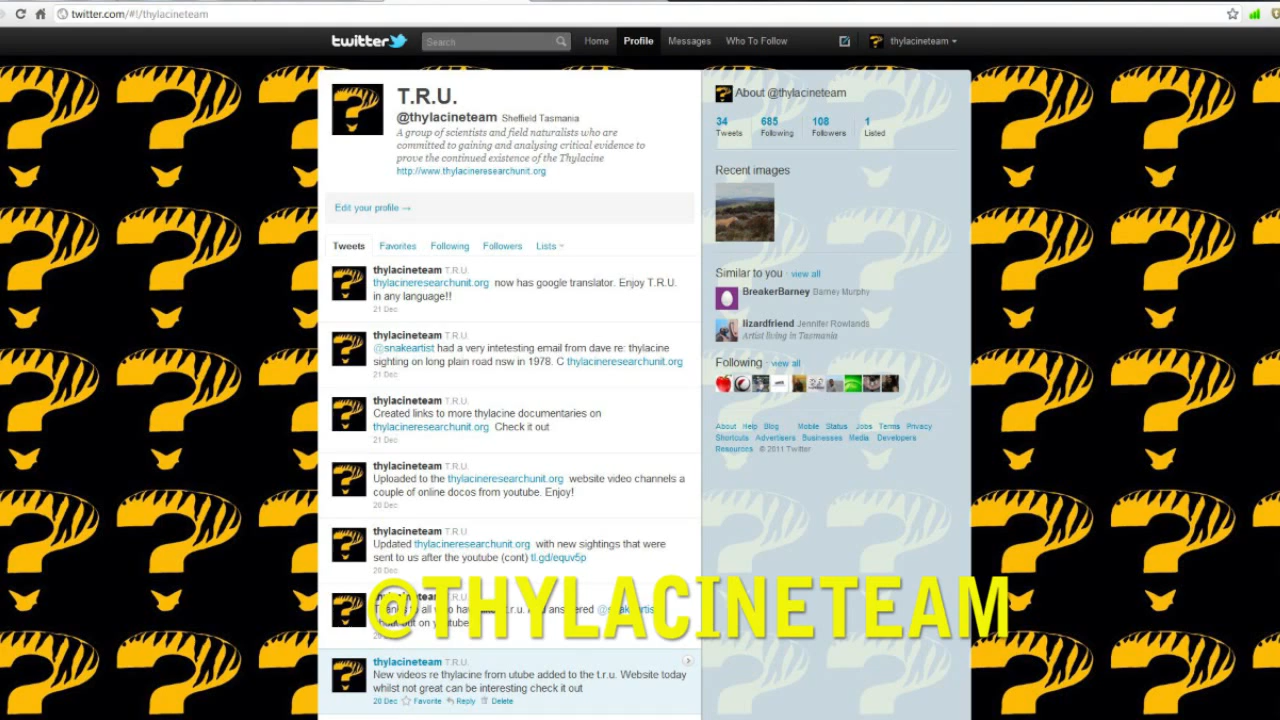 twitter.com/#!/thylacineteam
twitter
Search
Home
Profile
Messages
Who To Follow
thylacineteam
T.R.U.
@thylacineteam Sheffield Tasmania
A group of scientists and field naturalists who are
committed to gaining and analysing critical evidence to
prove the continued existence of the Thylacine
http://www.thylacineresearchunit.org
Edit your profile →
Tweets Favorites Following Followers Lists
thylacineteam T.R.U.
thylacineresearchunit.org now has google translator. Enjoy T.R.U.
in any language!!
21 Dec
thylacineteam T.R.U.
@snakeartist had a very intetesting email from dave re: thylacine
sighting on long plain road nsw in 1978. C thylacineresearchunit.org
21 Dec
thylacineteam T.R.U.
Created links to more thylacine documentaries on
thylacineresearchunit.org Check it out
21 Dec
thylacineteam T.R.U.
Uploaded to the thylacineresearchunit.org website video channels a
couple of online docos from youtube. Enjoy!
20 Dec
thylacineteam T.R.U.
Updated thylacineresearchunit.org with new sightings that were
sent to us after the youtube (cont) tl.gd/equv5p
20 Dec
Thanks to all who answered
on youtube
20 Dec
@THYLACINETEAM
thylacineteam T.R.U.
New videos re thylacine from utube added to the t.r.u. Website today
whilst not great can be interesting check it out
20 Dec Favorite Reply Delete
About @thylacineteam
34 685 108 1
Tweets Following Followers Listed
Recent images
Similar to you · view all
BreakerBarney Barney Murphy
lizardfriend Jennifer Rowlands
Artist living in Tasmania
Following · view all
About Help Blog Mobile Status Jobs Terms Privacy
Shortcuts Advertisers Businesses Media Developers
Resources © 2011 Twitter